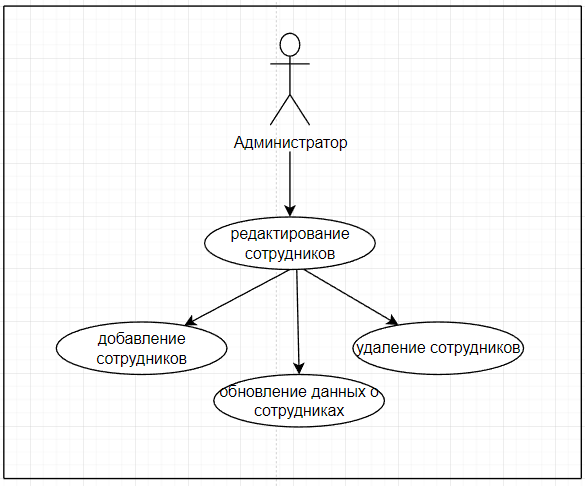 Администратор
редактирование
сотрудников
добавление
сотрудников
удаление сотрудников
обновление данных о
сотрудниках